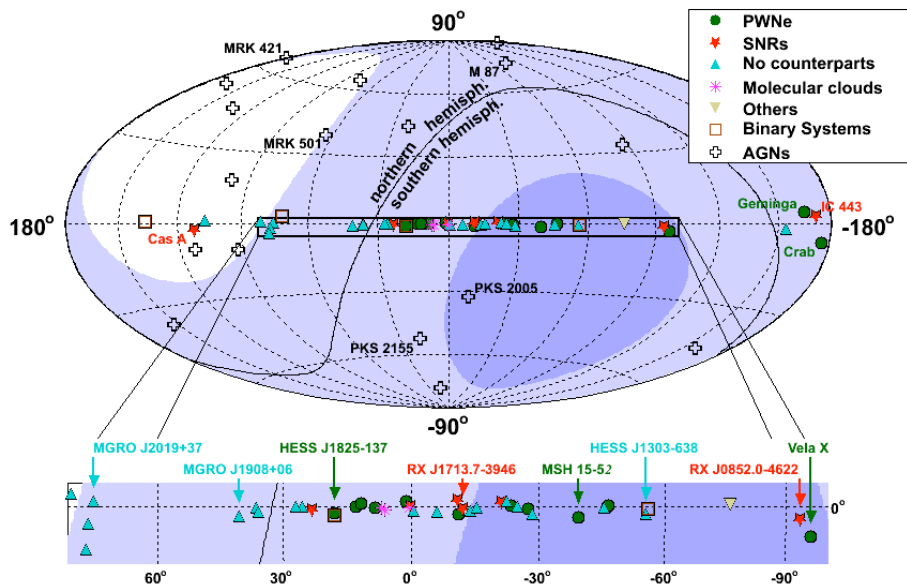 90°
MRK 421
M 87
MRK 501
northern hemisph.
southern hemisph.
180°
-180°
Cas A
Geminga
IC 443
Crab
PKS 2005
PKS 2155
-90°
PWNe
SNRs
No counterparts
Molecular clouds
Others
Binary Systems
AGNs
MGRO J2019+37
HESS J1825-137
HESS J1303-638
Vela X
MGRO J1908+06
RX J1713.7-3946
MSH 15-52
RX J0852.0-4622
0°
60° 30° 0° -30° -60° -90°